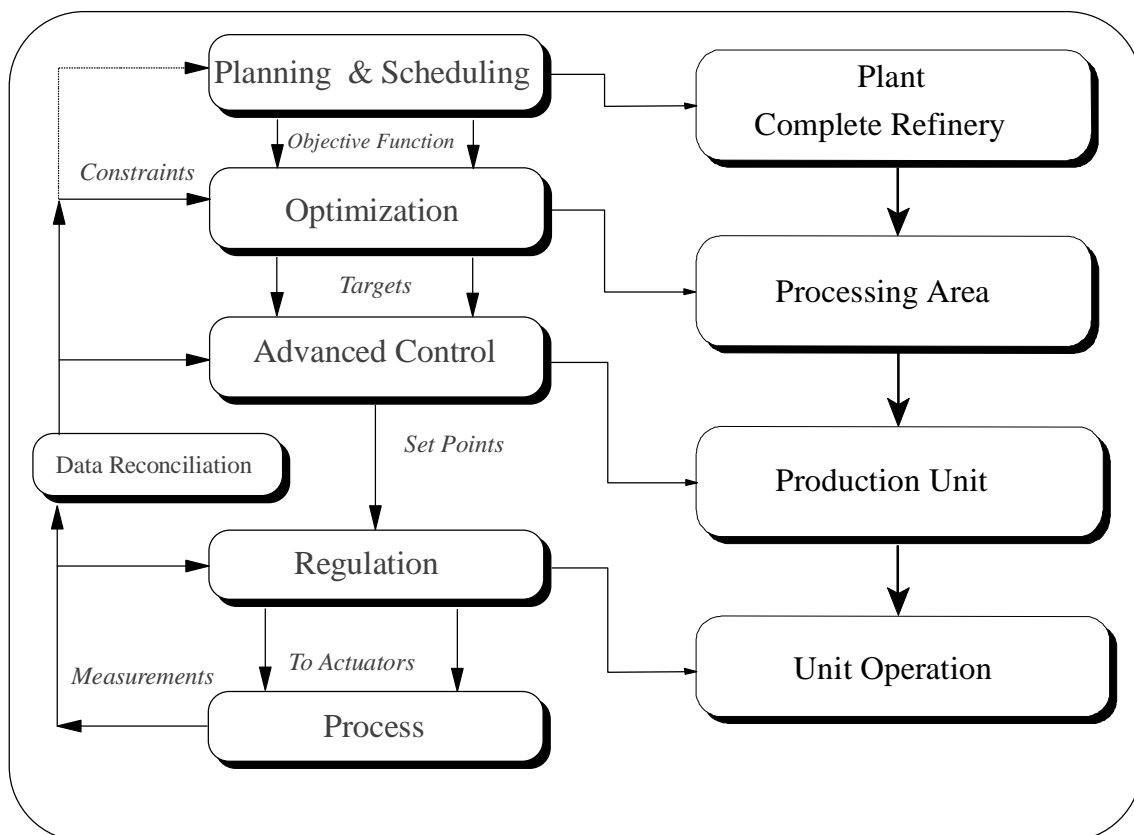 Planning & Scheduling
Plant
Complete Refinery
Objective Function
Constraints
Optimization
Processing Area
Targets
Advanced Control
Set Points
Data Reconciliation
Production Unit
Regulation
To Actuators
Measurements
Unit Operation
Process